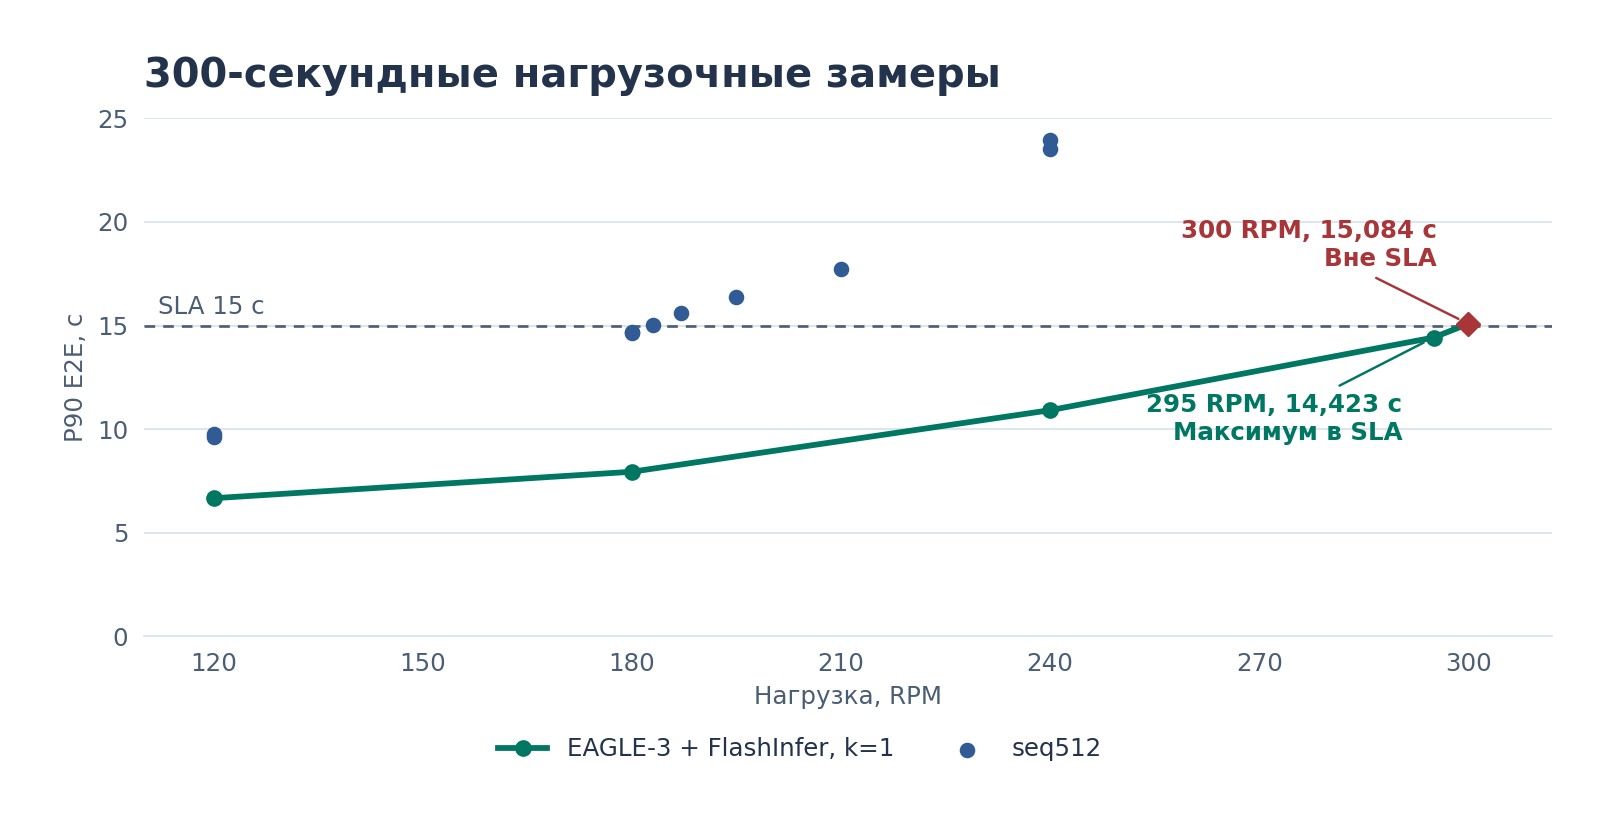 300-секундные нагрузочные замеры
25
20
15
10
5
0
P90 E2E, с
SLA 15 с
300 RPM, 15,084 с
Вне SLA
295 RPM, 14,423 с
Максимум в SLA
120 150 180 210 240 270 300
Нагрузка, RPM
EAGLE-3 + FlashInfer, k=1 seq512